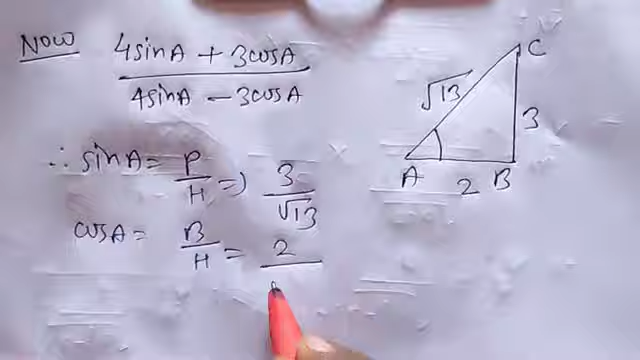 Now 4sinA + 3cosA / 4sinA - 3cosA
∴ sinA = P/H => 3/√13
cosA = B/H = 2/
C
√13
3
A 2 B